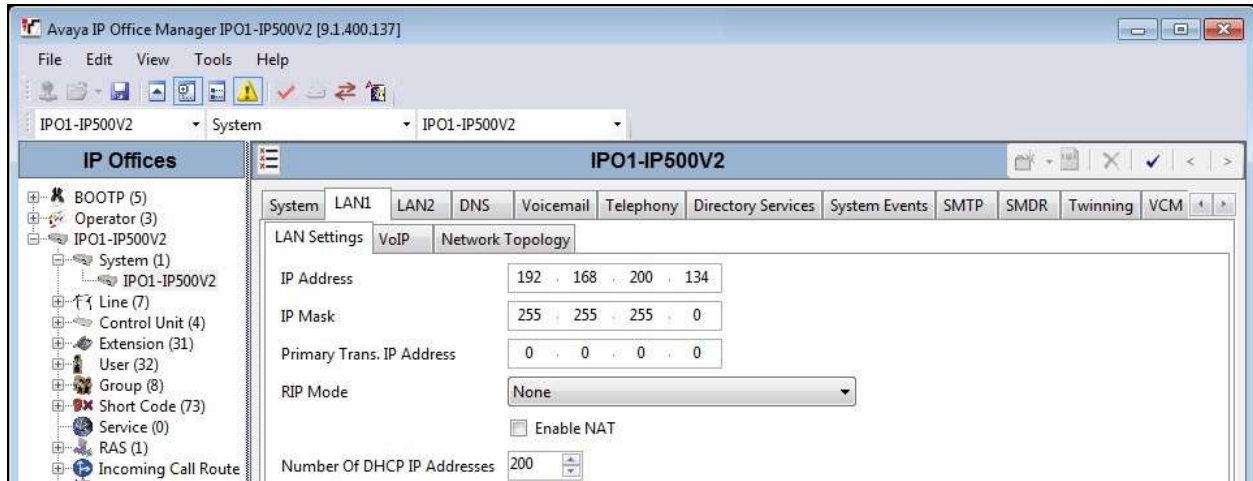 Avaya IP Office Manager IPO1-IP500V2 [9.1.400.137]
File Edit View Tools Help
IPO1-IP500V2 System IPO1-IP500V2
IP Offices
IPO1-IP500V2
BOOTP (5)
Operator (3)
IPO1-IP500V2
System (1)
IPO1-IP500V2
Line (7)
Control Unit (4)
Extension (31)
User (32)
Group (8)
Short Code (73)
Service (0)
RAS (1)
Incoming Call Route
System LAN1 LAN2 DNS Voicemail Telephony Directory Services System Events SMTP SMDR Twinning VCM
LAN Settings VoIP Network Topology
IP Address 192 . 168 . 200 . 134
IP Mask 255 . 255 . 255 . 0
Primary Trans. IP Address 0 . 0 . 0 . 0
RIP Mode None
Enable NAT
Number Of DHCP IP Addresses 200